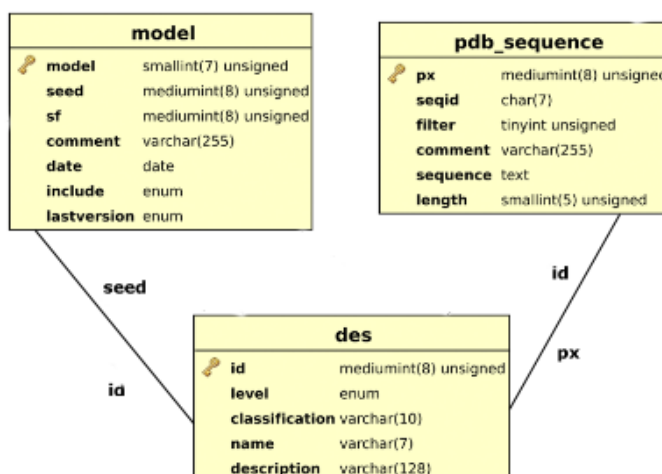 model
model smallint(7) unsigned
seed mediumint(8) unsigned
sf mediumint(8) unsigned
comment varchar(255)
date date
include enum
lastversion enum
pdb_sequence
px mediumint(8) unsigned
seqid char(7)
filter tinyint unsigned
comment varchar(255)
sequence text
length smallint(5) unsigned
seed
id
id
px
des
id mediumint(8) unsigned
level enum
classification varchar(10)
name varchar(7)
description varchar(128)